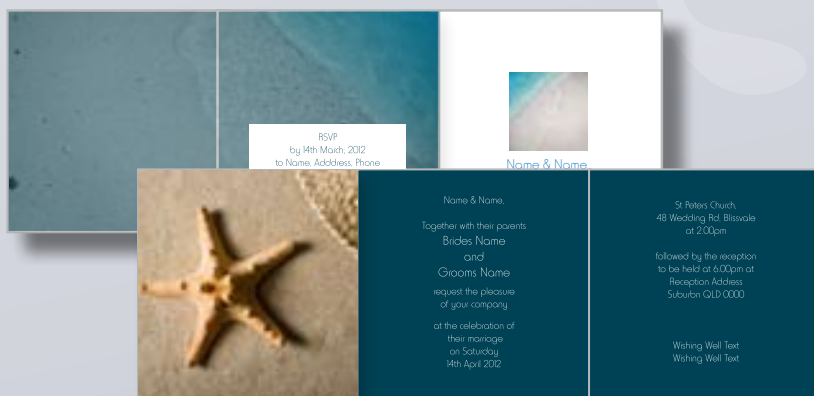 RSVP
by 14th March, 2012
to Name, Adddress, Phone
Name & Name
Name & Name,
Together with their parents
Brides Name
and
Grooms Name
request the pleasure
of your company
at the celebration of
their marriage
on Saturday
14th April 2012
St Peters Church,
48 Wedding Rd, Blissvale
at 2.00pm
followed by the reception
to be held at 6.00pm at
Reception Address
Suburbn QLD 0000
Wishing Well Text
Wishing Well Text